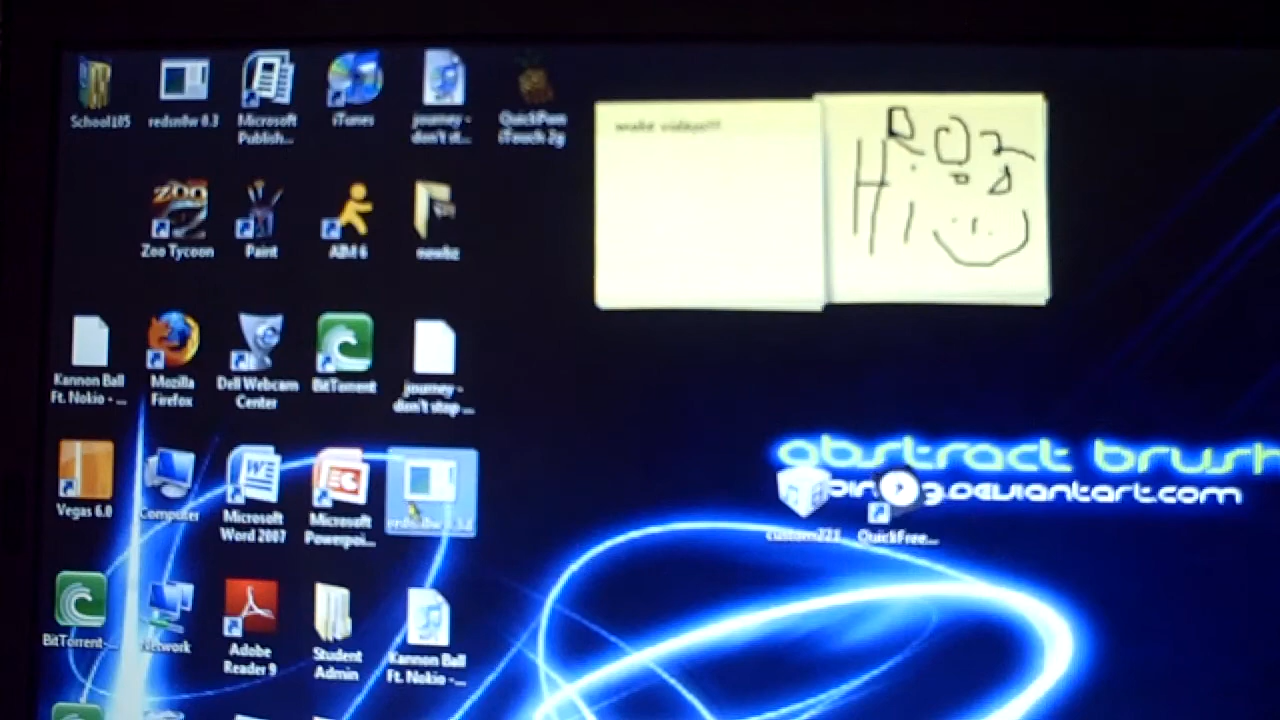 School105
redsn0w 0.3
Microsoft
Publish...
iTunes
journey -
don't st...
QuickPwn
iTouch 2g
make videos!!!
Hi
Zoo Tycoon
Paint
AIM 6
Kannon Ball
Ft. Nokio - ...
Mozilla
Firefox
Dell Webcam
Center
BitTorrent
journey -
don't stop ...
abstract brush
.deviantart.com
Vegas 6.0
Computer
Microsoft
Word 2007
Microsoft
Powerpoi...
custom221
QuickFree...
BitTorrent-...
Network
Adobe
Reader 9
Student
Admin
Kannon Ball
Ft. Nokio -...